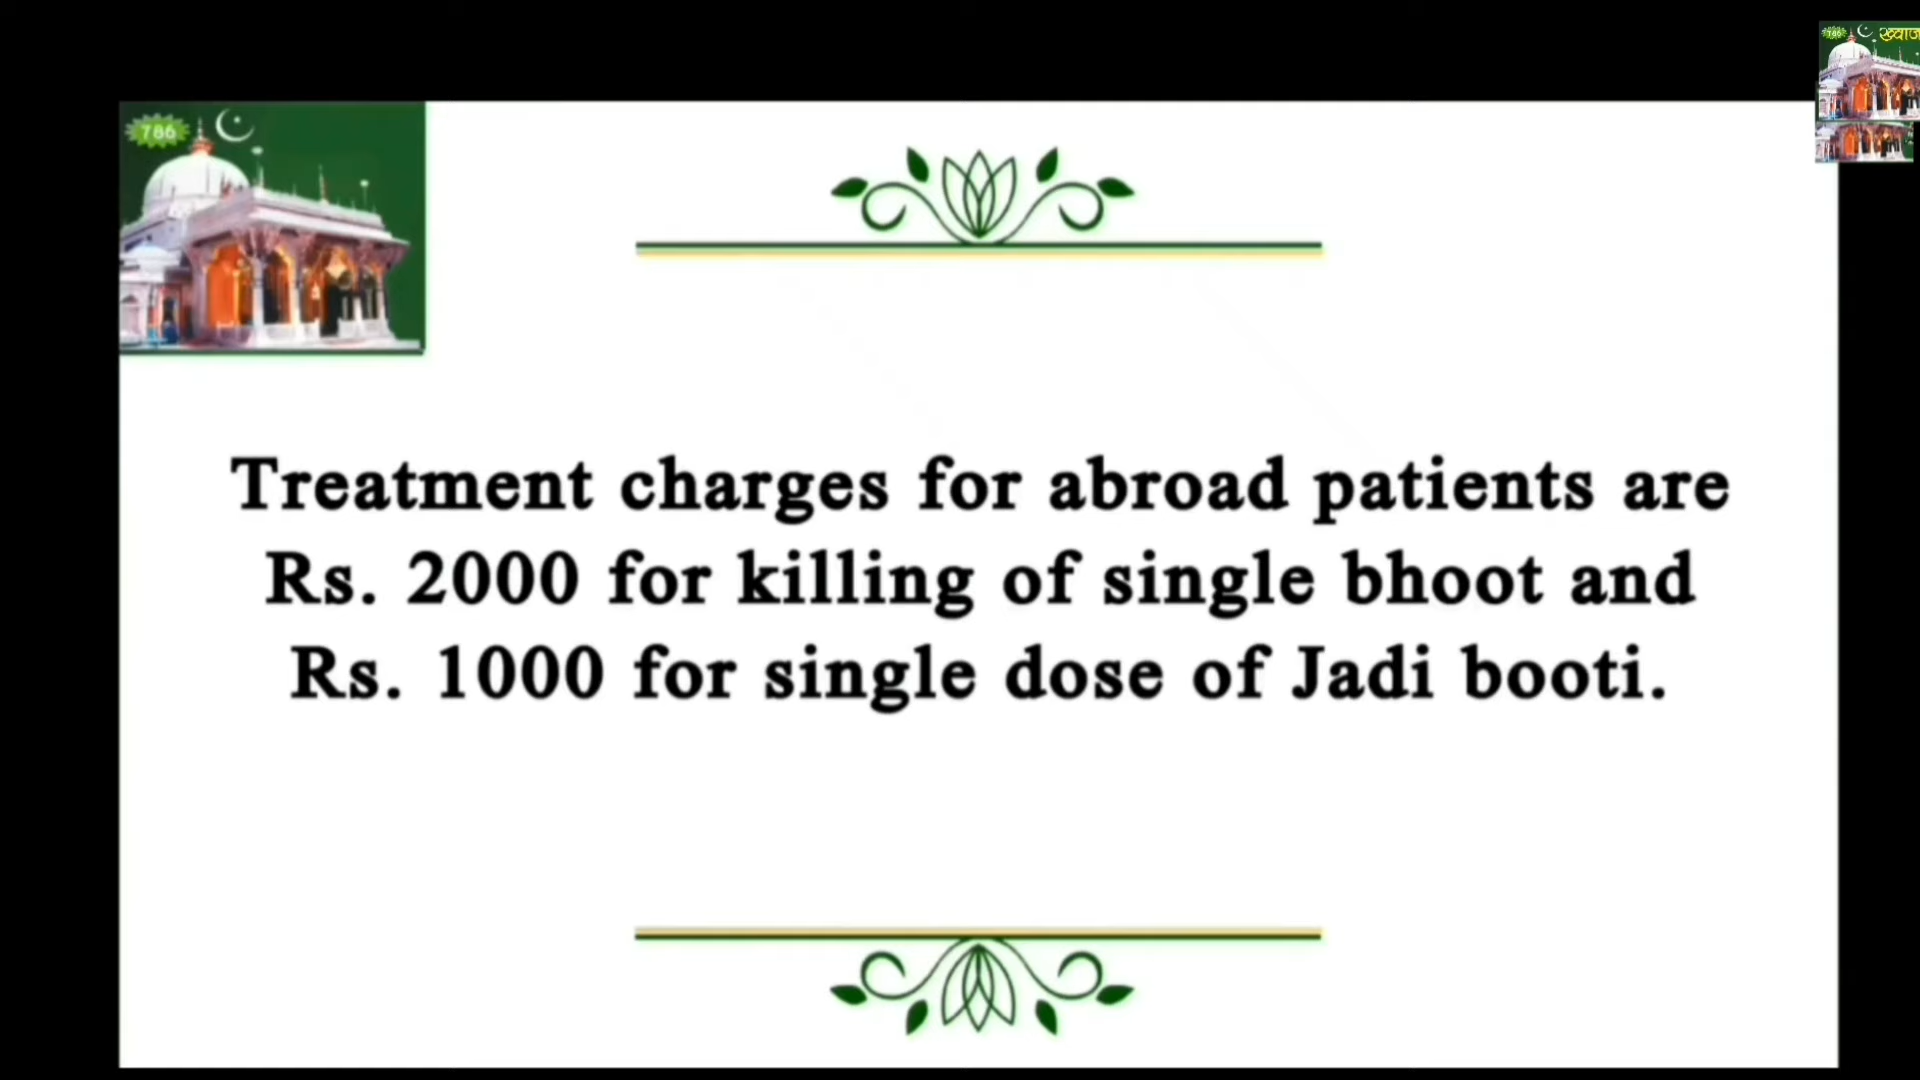 786
786
ख्वाज
Treatment charges for abroad patients are
Rs. 2000 for killing of single bhoot and
Rs. 1000 for single dose of Jadi booti.